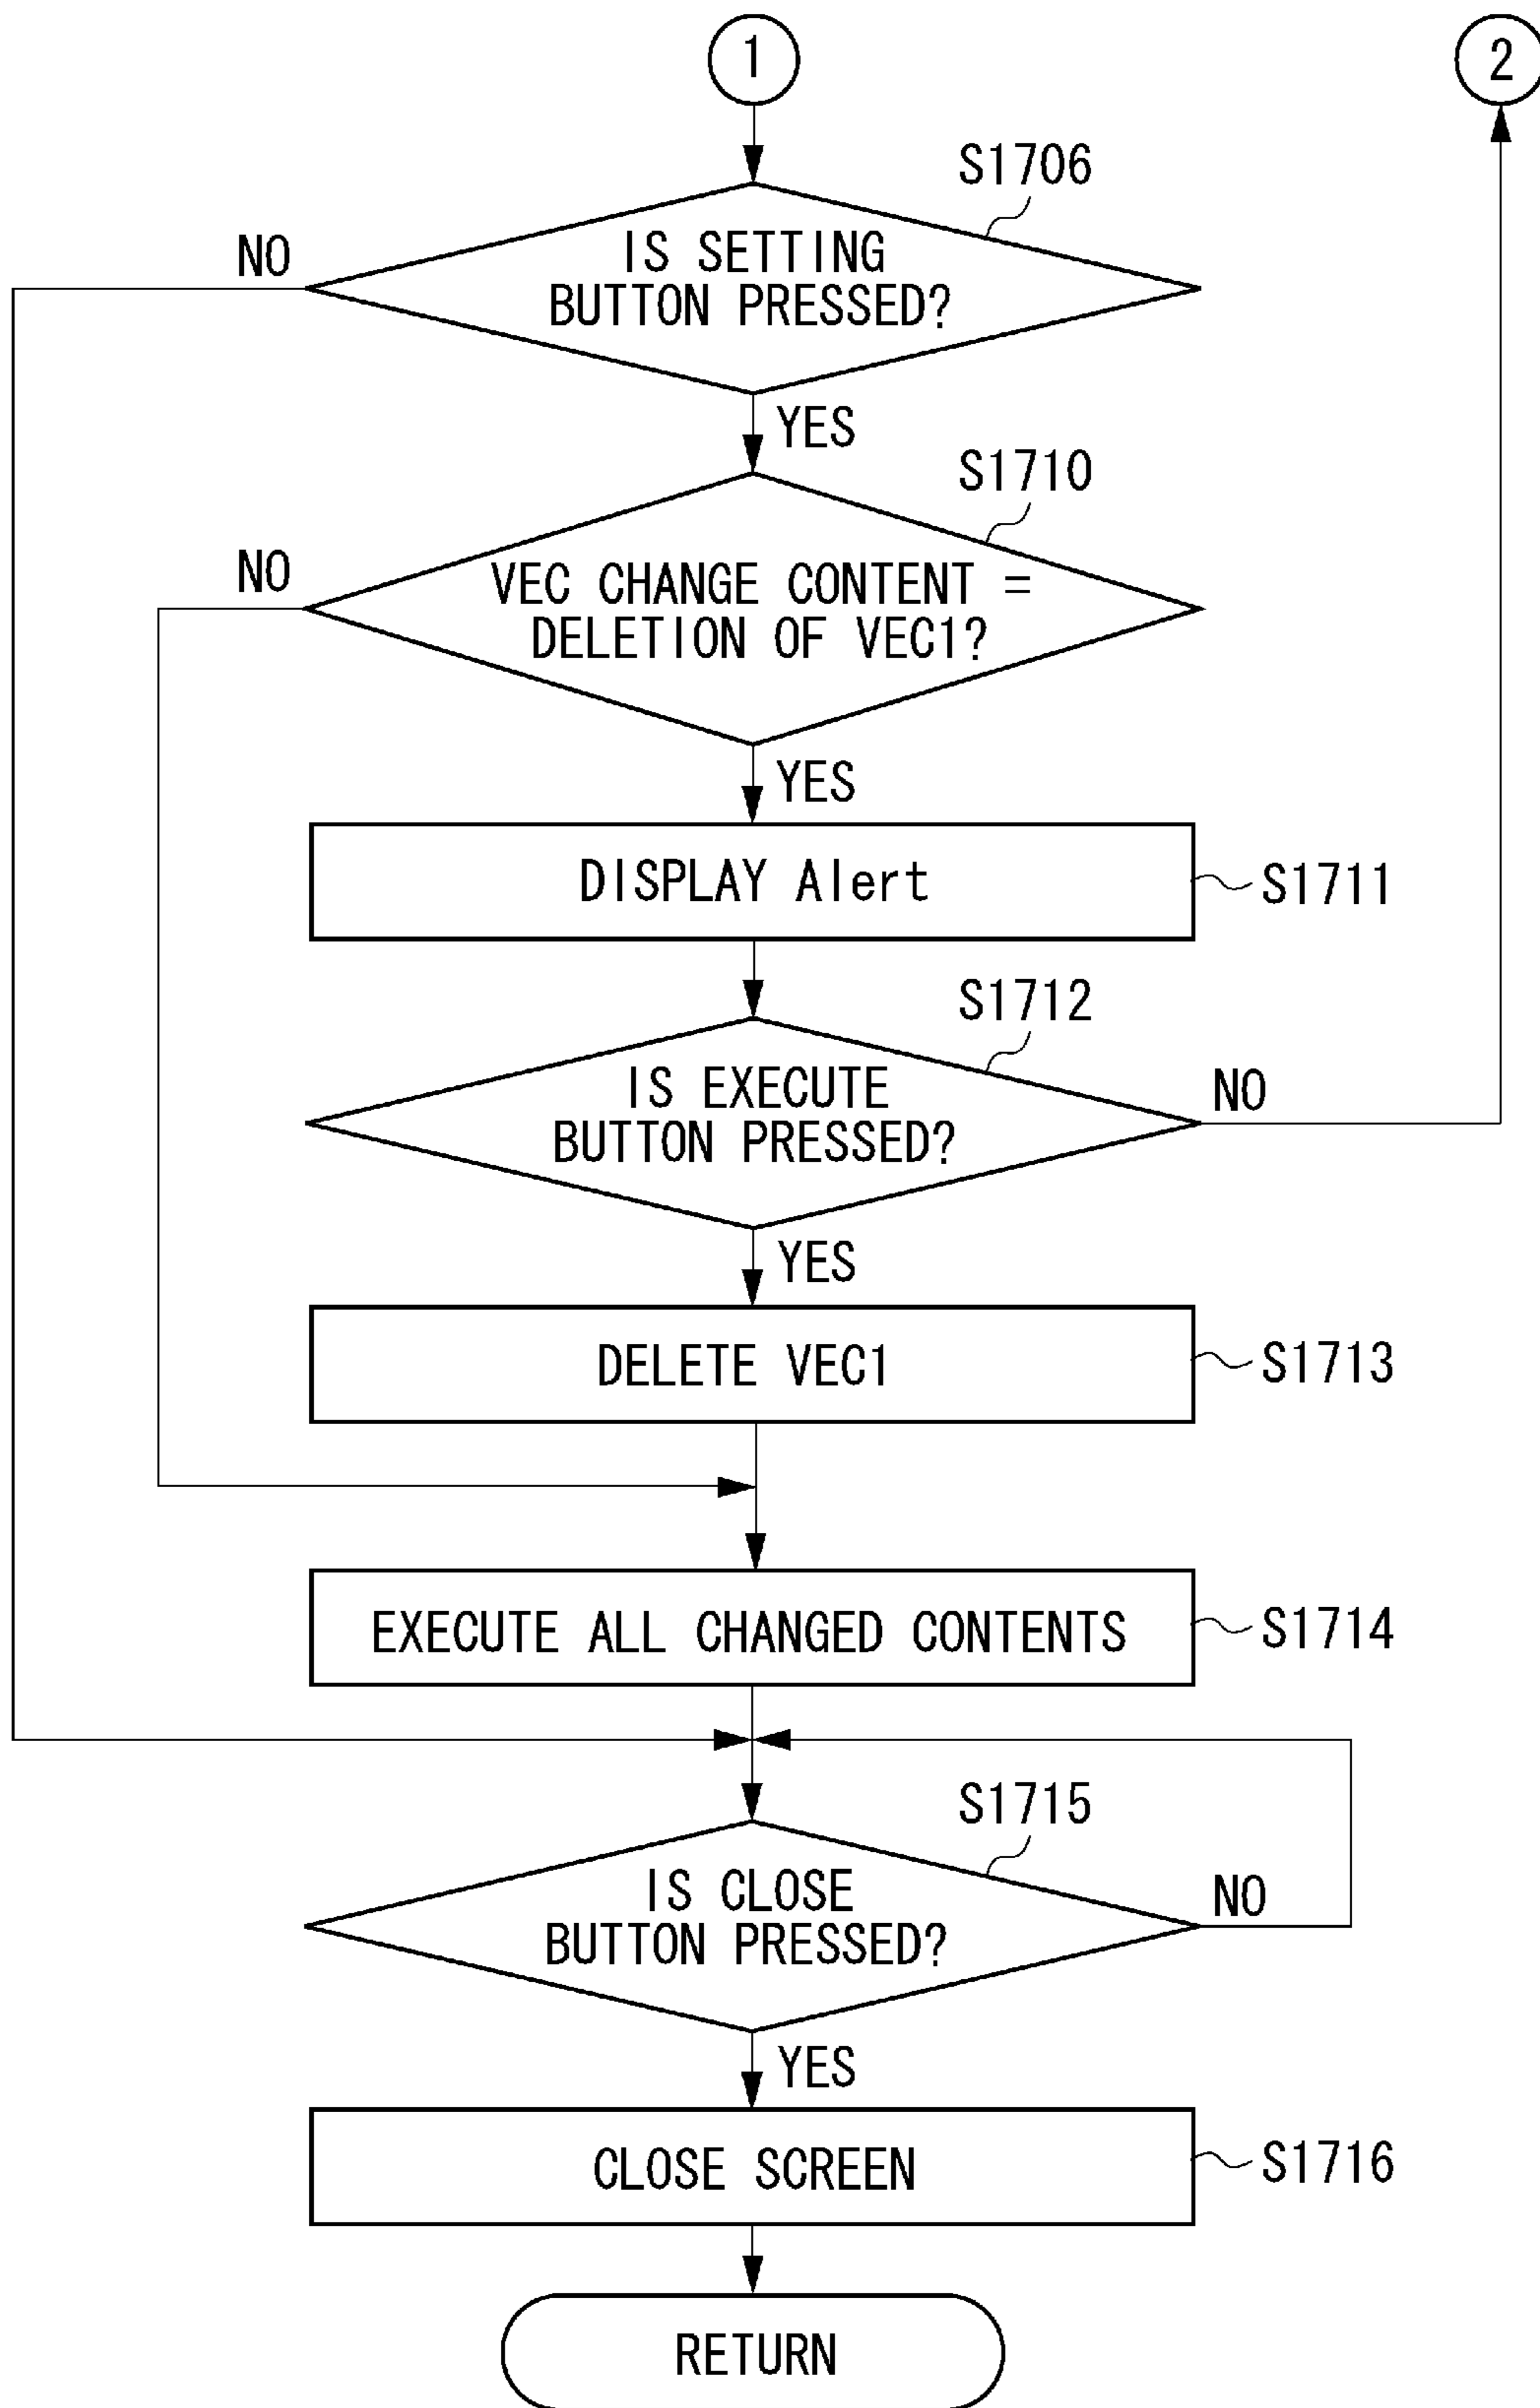 1
2
S1706
NO
IS SETTING
BUTTON PRESSED?
YES
S1710
NO
VEC CHANGE CONTENT =
DELETION OF VEC1?
YES
DISPLAY Alert
S1711
S1712
IS EXECUTE
BUTTON PRESSED?
NO
YES
DELETE VEC1
S1713
EXECUTE ALL CHANGED CONTENTS
S1714
S1715
IS CLOSE
BUTTON PRESSED?
NO
YES
CLOSE SCREEN
S1716
RETURN